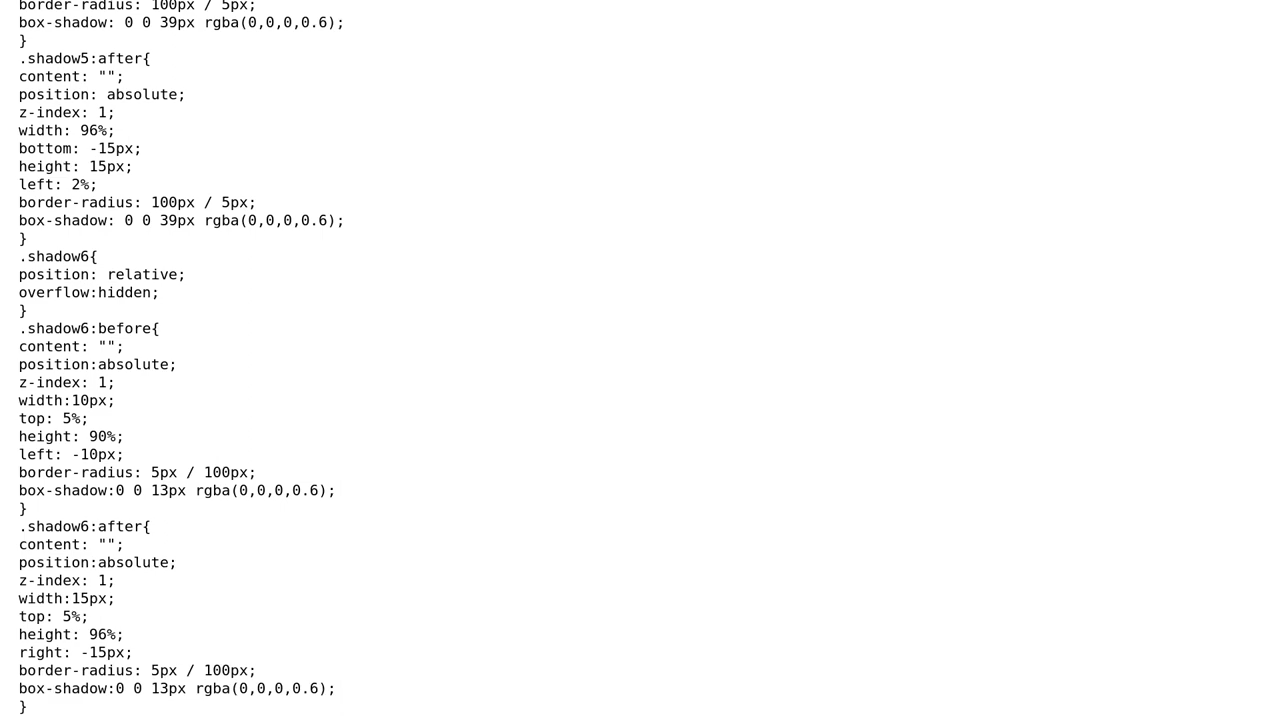 border-radius: 100px / 5px;
box-shadow: 0 0 39px rgba(0,0,0,0.6);
}
.shadow5:after{
content: "";
position: absolute;
z-index: 1;
width: 96%;
bottom: -15px;
height: 15px;
left: 2%;
border-radius: 100px / 5px;
box-shadow: 0 0 39px rgba(0,0,0,0.6);
}
.shadow6{
position: relative;
overflow:hidden;
}
.shadow6:before{
content: "";
position:absolute;
z-index: 1;
width:10px;
top: 5%;
height: 90%;
left: -10px;
border-radius: 5px / 100px;
box-shadow:0 0 13px rgba(0,0,0,0.6);
}
.shadow6:after{
content: "";
position:absolute;
z-index: 1;
width:15px;
top: 5%;
height: 96%;
right: -15px;
border-radius: 5px / 100px;
box-shadow:0 0 13px rgba(0,0,0,0.6);
}